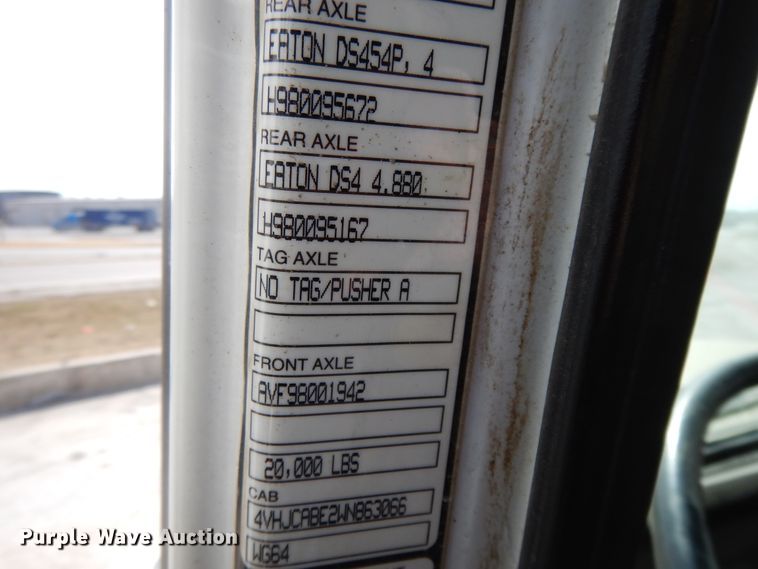 REAR AXLE
EATON DS454P, 4
H980095672
REAR AXLE
EATON DS4 4.880
H980095167
TAG AXLE
NO TAG/PUSHER A
FRONT AXLE
AVF98001942
20,000 LBS
CAB
4VHJCABE2WN863066
WG64
Purple Wave Auction